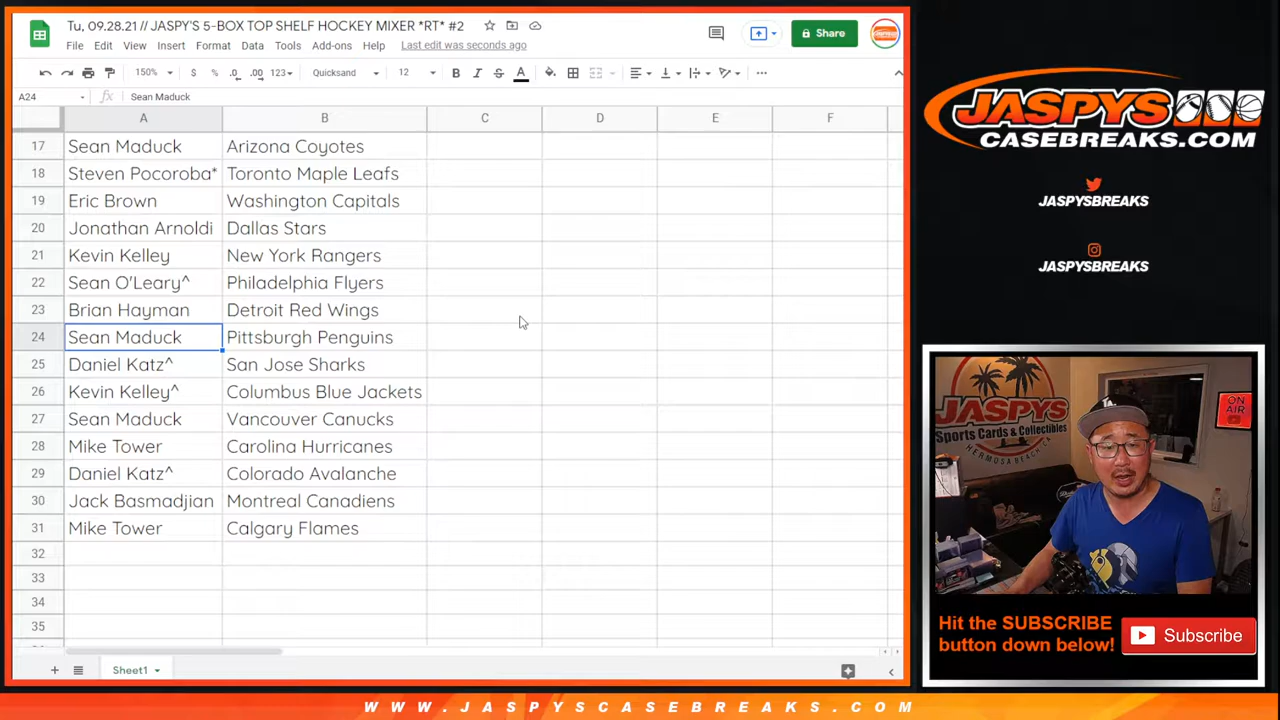 Tu, 09.28.21 // JASPY'S 5-BOX TOP SHELF HOCKEY MIXER *RT* #2
File Edit View Insert Format Data Tools Add-ons Help Last edit was seconds ago
Share
150% $ % .0 .00 123 Quicksand 12 B I S A
A24 fx Sean Maduck
A B C D E F
17 Sean Maduck Arizona Coyotes
18 Steven Pocoroba* Toronto Maple Leafs
19 Eric Brown Washington Capitals
20 Jonathan Arnoldi Dallas Stars
21 Kevin Kelley New York Rangers
22 Sean O'Leary^ Philadelphia Flyers
23 Brian Hayman Detroit Red Wings
24 Sean Maduck Pittsburgh Penguins
25 Daniel Katz^ San Jose Sharks
26 Kevin Kelley^ Columbus Blue Jackets
27 Sean Maduck Vancouver Canucks
28 Mike Tower Carolina Hurricanes
29 Daniel Katz^ Colorado Avalanche
30 Jack Basmadjian Montreal Canadiens
31 Mike Tower Calgary Flames
32
33
34
35
Sheet1
JASPYS
CASEBREAKS.COM
JASPYSBREAKS
JASPYSBREAKS
JASPYS
Sports Cards & Collectibles
HERMOSA BEACH, CA
ON AIR
Hit the SUBSCRIBE
button down below!
Subscribe
WWW.JASPYSCASEBREAKS.COM